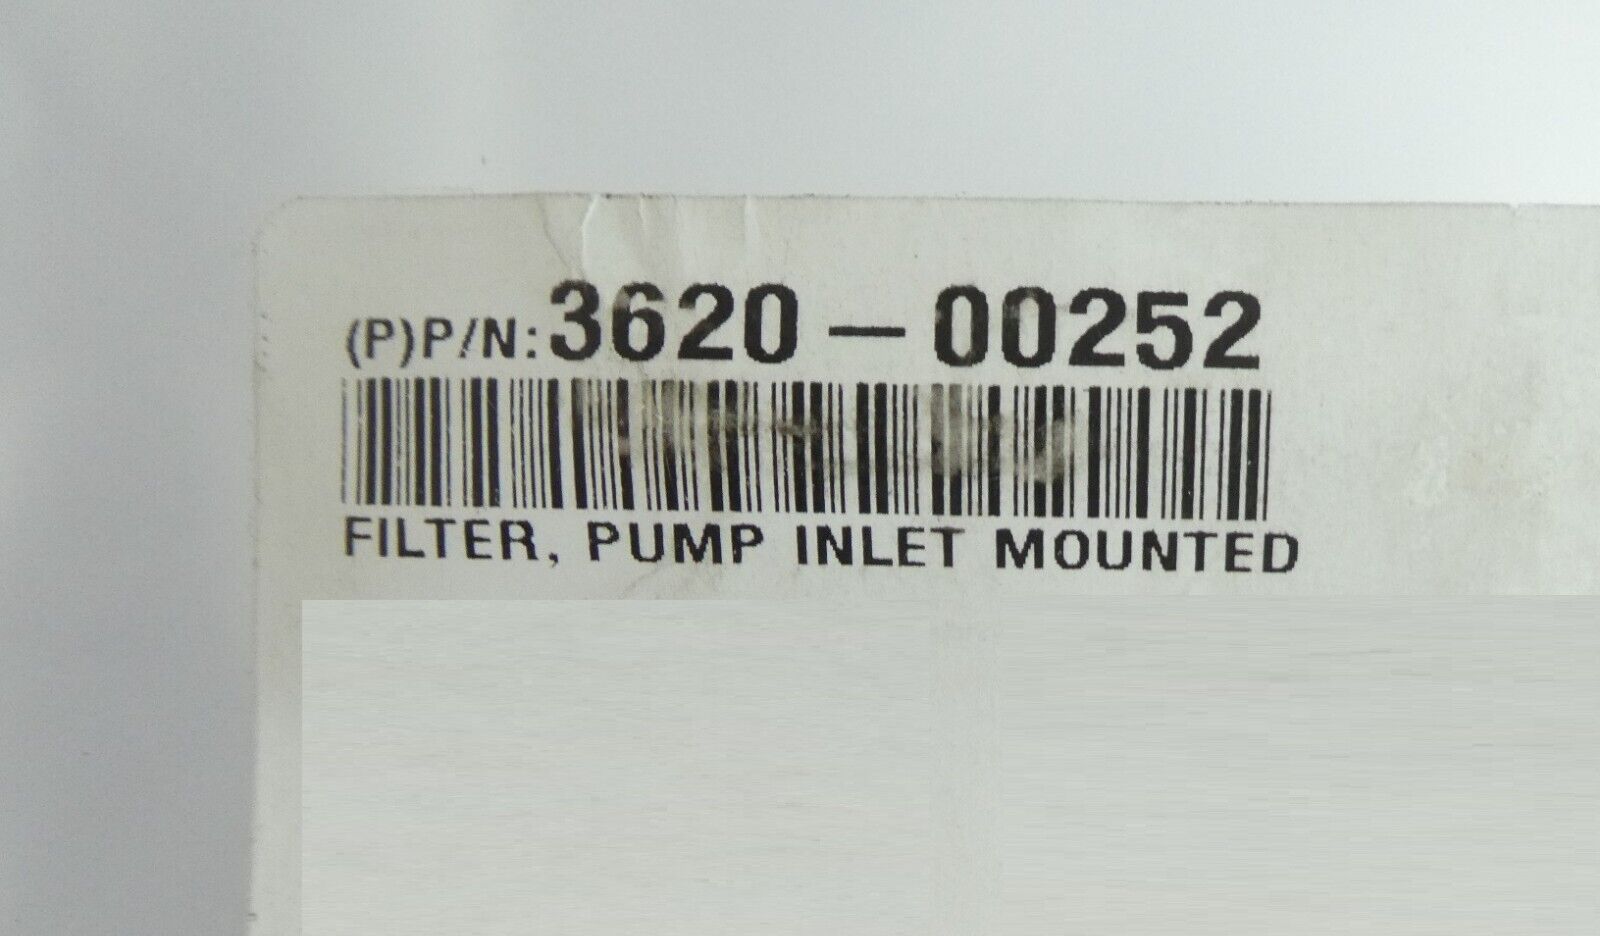 (P)P/N: 3620-00252
FILTER, PUMP INLET MOUNTED